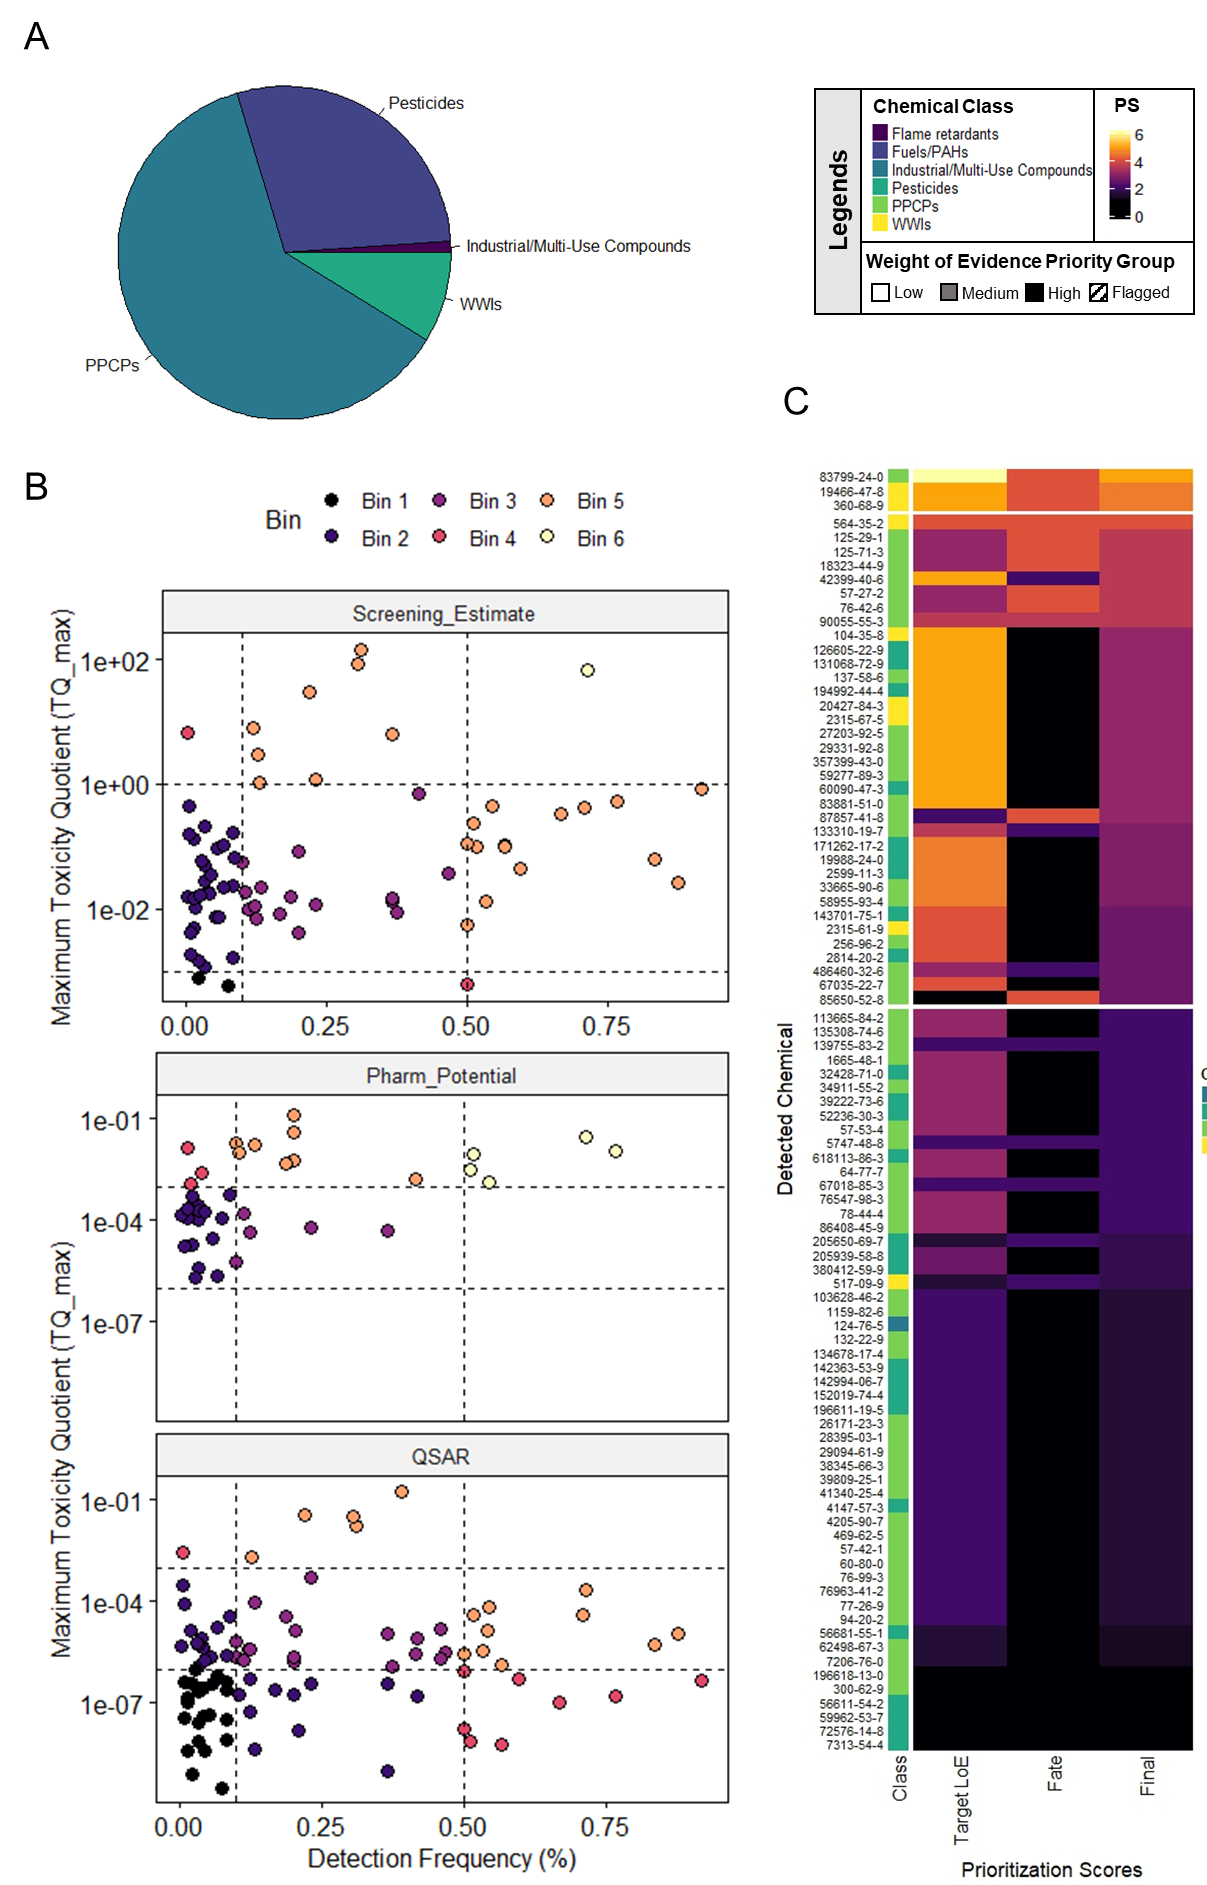 A
Pesticides
Industrial/Multi-Use Compounds
WWIs
PPCPs
Legends
Chemical Class
Flame retardants
Fuels/PAHs
Industrial/Multi-Use Compounds
Pesticides
PPCPs
WWIs
PS
6
4
2
0
Weight of Evidence Priority Group
Low Medium High Flagged
B
Bin
Bin 1 Bin 3 Bin 5
Bin 2 Bin 4 Bin 6
Screening_Estimate
Maximum Toxicity Quotient (TQ_max)
1e+02
1e+00
1e-02
0.00 0.25 0.50 0.75
Pharm_Potential
1e-01
1e-04
1e-07
Maximum Toxicity Quotient (TQ_max)
QSAR
1e-01
1e-04
1e-07
0.00 0.25 0.50 0.75
Detection Frequency (%)
C
Detected Chemical
83799-24-0
19466-47-8
360-68-9
564-35-2
125-29-1
125-71-3
18323-44-9
42399-40-6
57-27-2
76-42-6
90055-55-3
104-35-8
126605-22-9
131068-72-9
137-58-6
194992-44-4
20427-84-3
2315-67-5
27203-92-5
29331-92-8
357399-43-0
59277-89-3
60090-47-3
83881-51-0
87857-41-8
133310-19-7
171262-17-2
19988-24-0
2599-11-3
33665-90-6
58955-93-4
143701-75-1
2315-61-9
256-96-2
2814-20-2
486460-32-6
67035-22-7
85650-52-8
113665-84-2
135308-74-6
139755-83-2
1665-48-1
32428-71-0
34911-55-2
39222-73-6
52236-30-3
57-53-4
5747-48-8
618113-86-3
64-77-7
67018-85-3
76547-98-3
78-44-4
86408-45-9
205650-69-7
205939-58-8
380412-59-9
517-09-9
103628-46-2
1159-82-6
124-76-5
132-22-9
134678-17-4
142363-53-9
142994-06-7
152019-74-4
196611-19-5
26171-23-3
28395-03-1
29094-61-9
38345-66-3
39809-25-1
41340-25-4
4147-57-3
4205-90-7
469-62-5
57-42-1
60-80-0
76-99-3
76963-41-2
77-26-9
94-20-2
56681-55-1
62498-67-3
7206-76-0
196618-13-0
300-62-9
56611-54-2
59962-53-7
72576-14-8
7313-54-4
Class
Target LoE
Fate
Final
Prioritization Scores